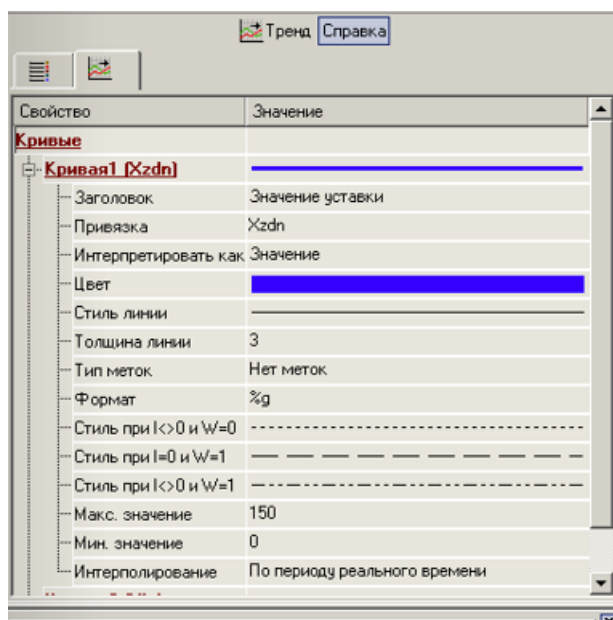 Тренд Справка
Свойство Значение
Кривые
Кривая1 (Xzdn)
Заголовок Значение уставки
Привязка Xzdn
Интерпретировать как Значение
Цвет
Стиль линии
Толщина линии 3
Тип меток Нет меток
Формат %g
Стиль при I<>0 и W=0
Стиль при I=0 и W=1
Стиль при I<>0 и W=1
Макс. значение 150
Мин. значение 0
Интерполирование По периоду реального времени